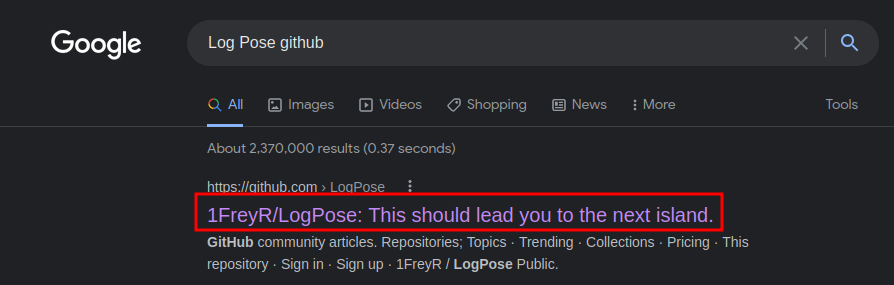 Google
Log Pose github
All Images Videos Shopping News More Tools
About 2,370,000 results (0.37 seconds)
https://github.com › LogPose
1FreyR/LogPose: This should lead you to the next island.
GitHub community articles. Repositories; Topics · Trending · Collections · Pricing · This
repository · Sign in · Sign up · 1FreyR / LogPose Public.